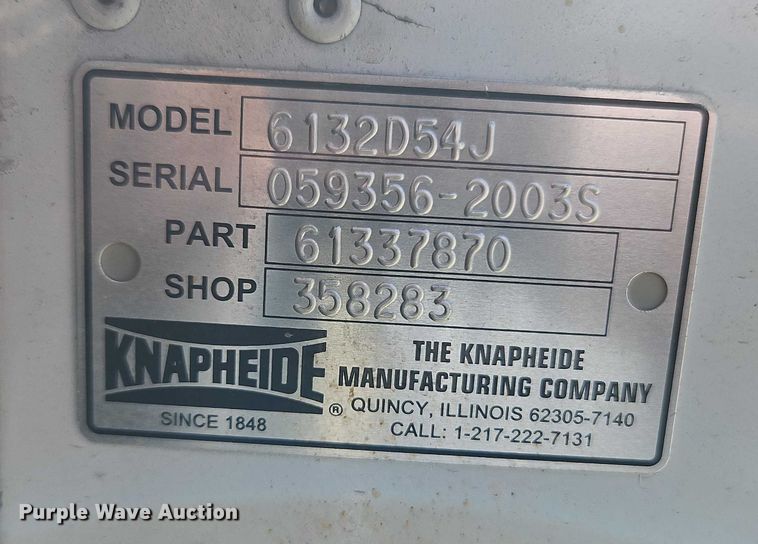 MODEL 6132D54J
SERIAL 059356-2003S
PART 61337870
SHOP 358283
KNAPHEIDE ®
SINCE 1848
THE KNAPHEIDE
MANUFACTURING COMPANY
QUINCY, ILLINOIS 62305-7140
CALL: 1-217-222-7131
Purple Wave Auction